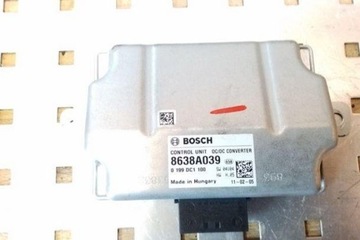 BOSCH
CONTROL UNIT DC/DC CONVERTER
8638A039
0 199 DC1 100
Made in Hungary 11-02-05